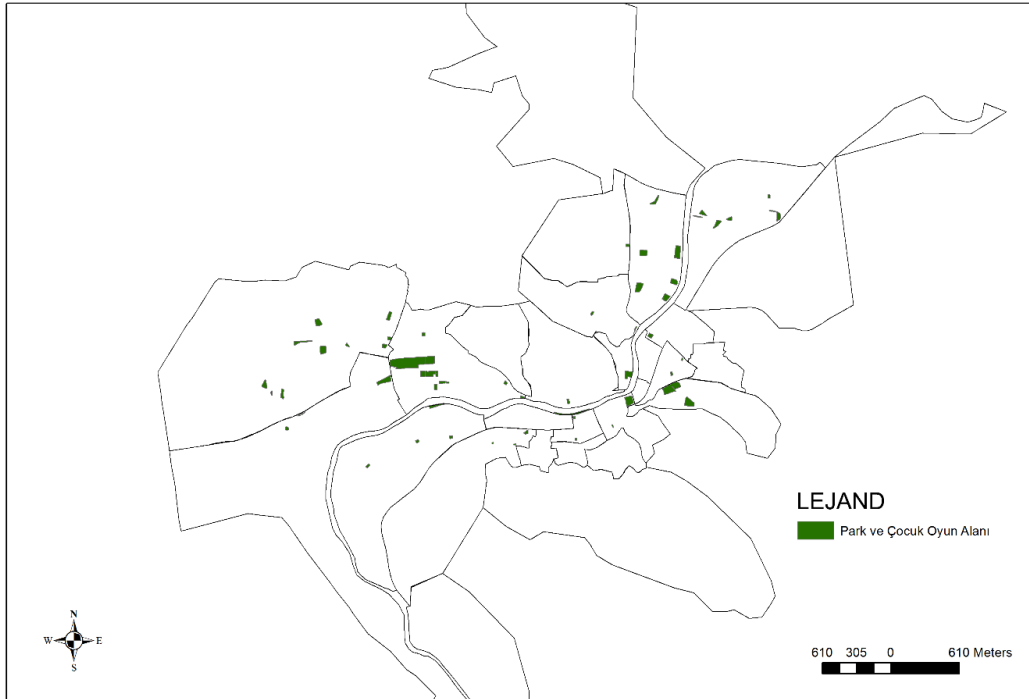 LEJAND
Park ve Çocuk Oyun Alanı
N
W E
S
610 305 0 610 Meters